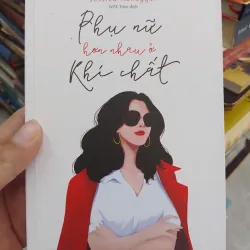 Phụ nữ
hơn nhau ở
Khí chất